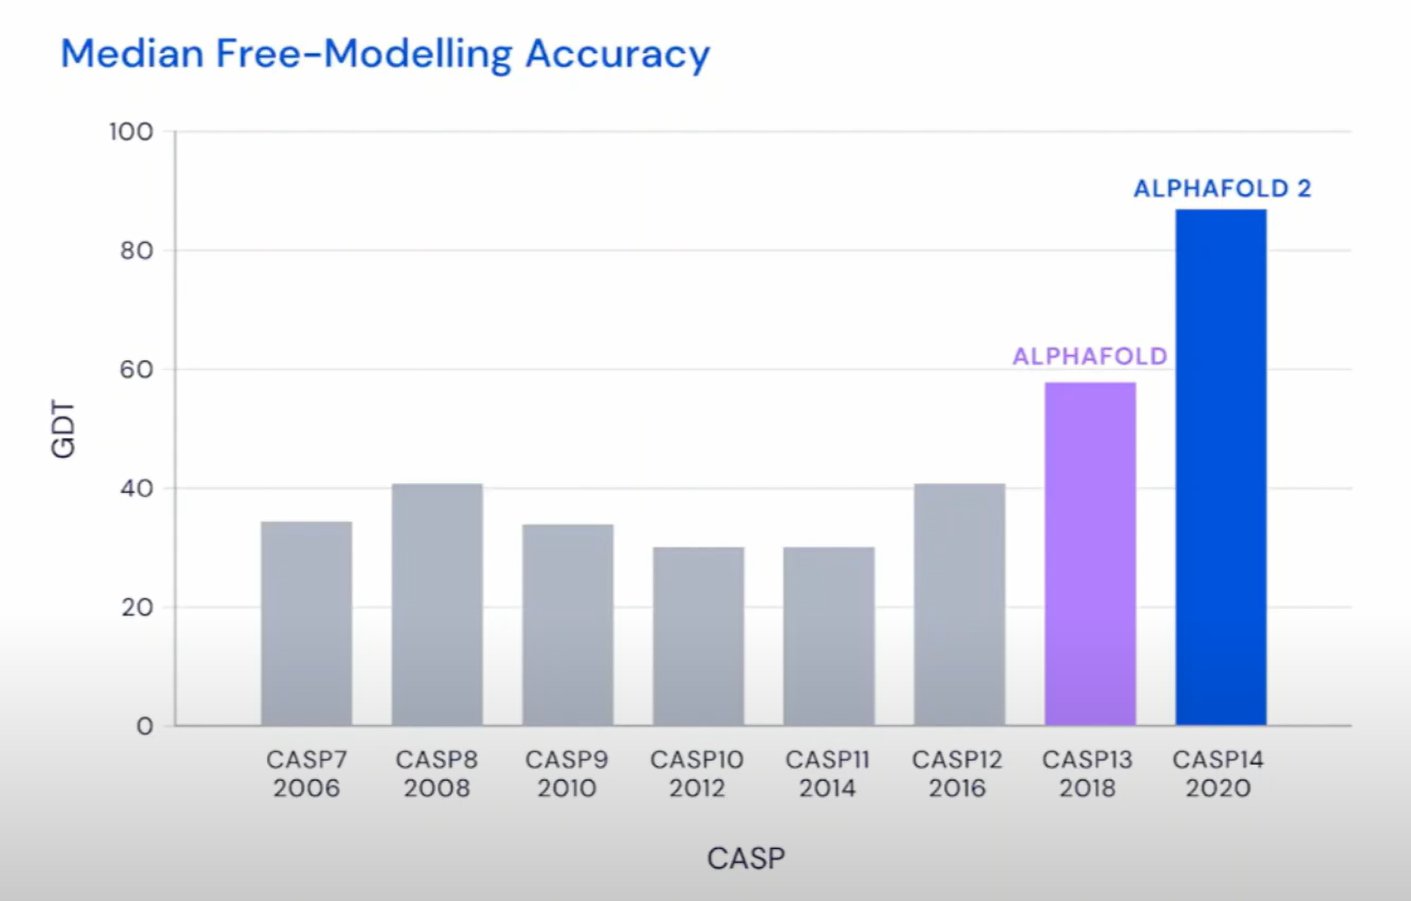 Median Free-Modelling Accuracy
100
80
60
40
20
0
GDT
ALPHAFOLD
ALPHAFOLD 2
CASP7
2006
CASP8
2008
CASP9
2010
CASP10
2012
CASP11
2014
CASP12
2016
CASP13
2018
CASP14
2020
CASP